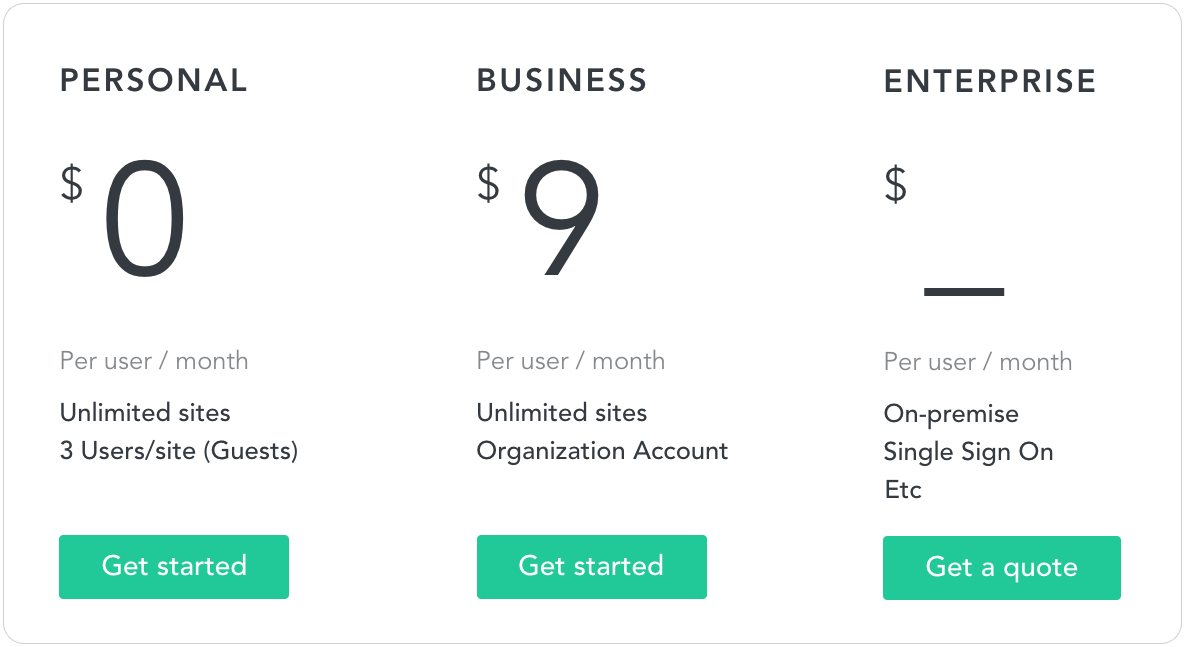 PERSONAL
$ 0
Per user / month
Unlimited sites
3 Users/site (Guests)
Get started
BUSINESS
$ 9
Per user / month
Unlimited sites
Organization Account
Get started
ENTERPRISE
$ _
Per user / month
On-premise
Single Sign On
Etc
Get a quote